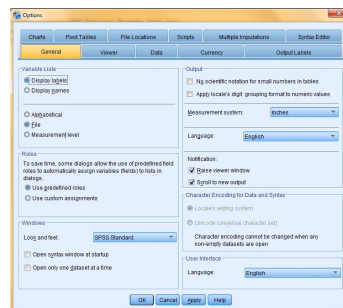 Options
Charts
Pivot Tables
File Locations
Scripts
Multiple Imputations
Syntax Editor
General
Viewer
Data
Currency
Output Labels
Variable Lists
Display labels
Display names
Alphabetical
File
Measurement level
Roles
To save time, some dialogs allow the use of predefined field
roles to automatically assign variables (fields) to lists in
dialogs.
Use predefined roles
Use custom assignments
Windows
Look and feel:
SPSS Standard
Open syntax window at startup
Open only one dataset at a time
Output
No scientific notation for small numbers in tables
Apply locale's digit grouping format to numeric values
Measurement system:
Inches
Language:
English
Notification:
Raise viewer window
Scroll to new output
Character Encoding for Data and Syntax
Locale's writing system
Unicode (universal character set)
Character encoding cannot be changed when any
non-empty datasets are open
User Interface
Language:
English
OK
Cancel
Apply
Help